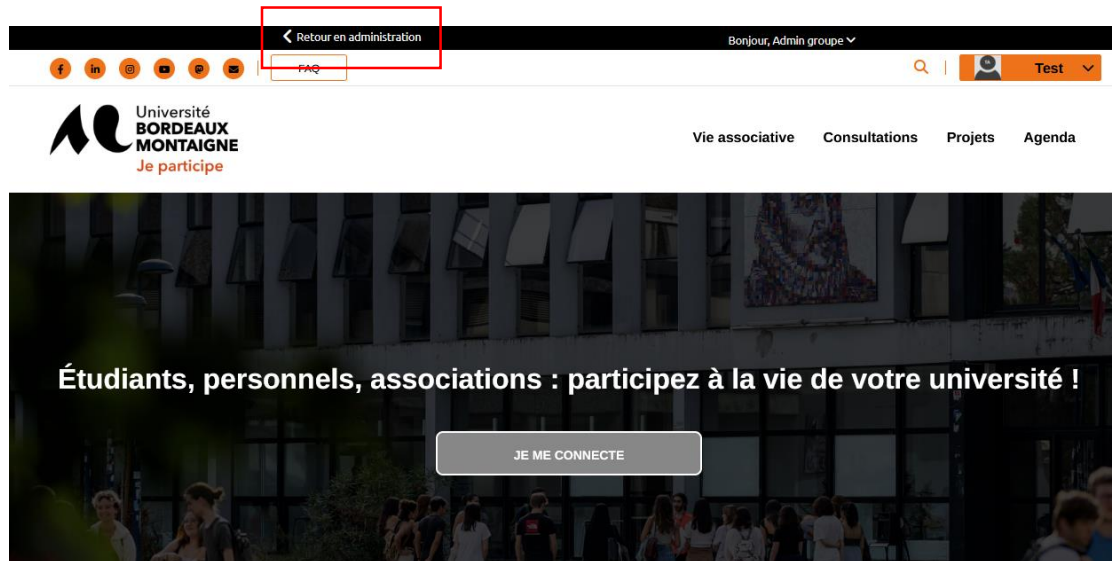 Retour en administration
Bonjour, Admin groupe
FAQ
Test
Université
BORDEAUX
MONTAIGNE
Je participe
Vie associative Consultations Projets Agenda
Étudiants, personnels, associations : participez à la vie de votre université !
JE ME CONNECTE